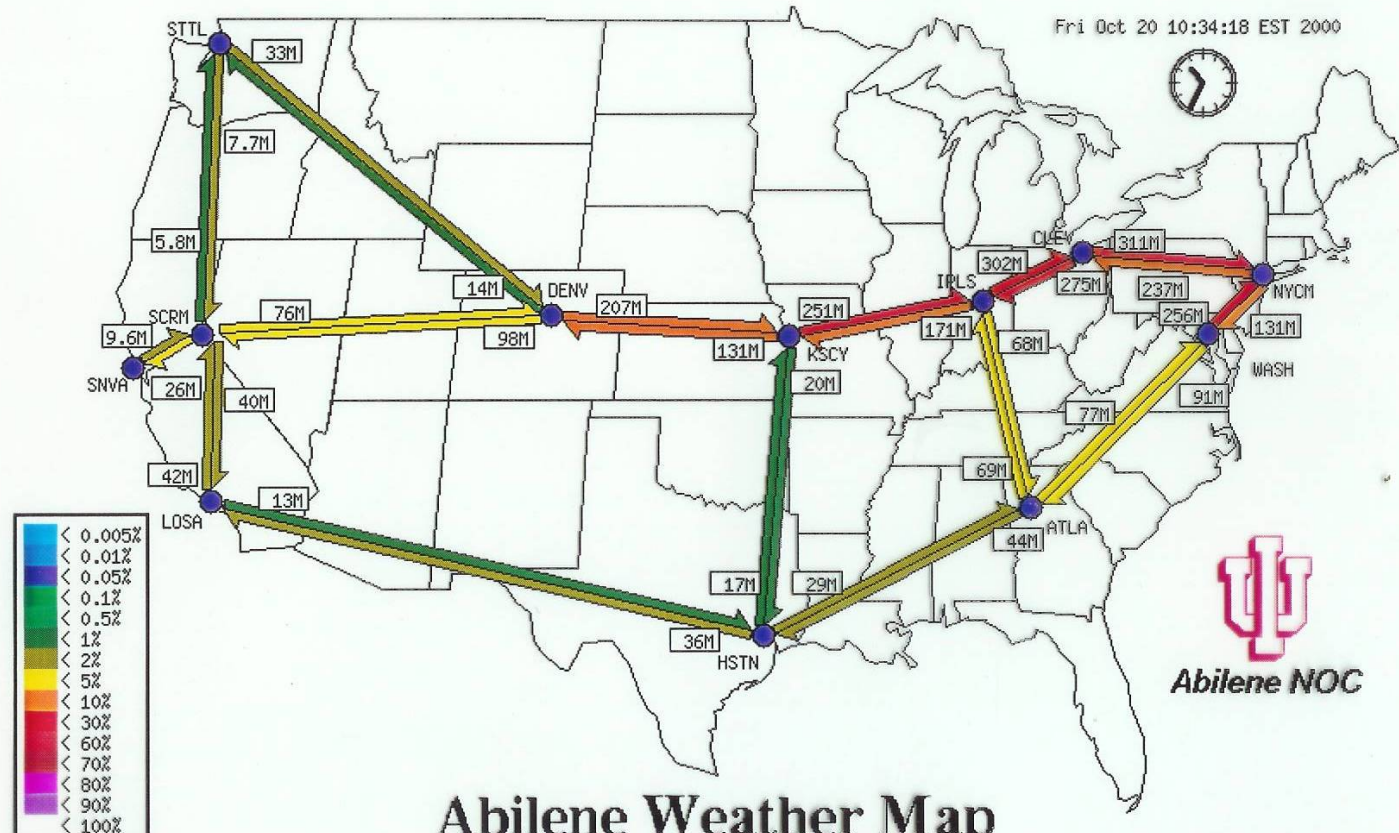 Fri Oct 20 10:34:18 EST 2000
STTL
33M
7.7M
5.8M
SCRM
9.6M
SNVA
26M
76M
14M
DENV
98M
207M
131M
251M
KSCY
171M
IPLS
302M
CLEV
275M
311M
237M
NYCM
256M
131M
WASH
68M
20M
40M
91M
77M
42M
LOSA
13M
69M
ATLA
44M
17M
29M
36M
HSTN
< 0.005%
< 0.01%
< 0.05%
< 0.1%
< 0.5%
< 1%
< 2%
< 5%
< 10%
< 30%
< 60%
< 70%
< 80%
< 90%
< 100%
Abilene NOC
Abilene Weather Map